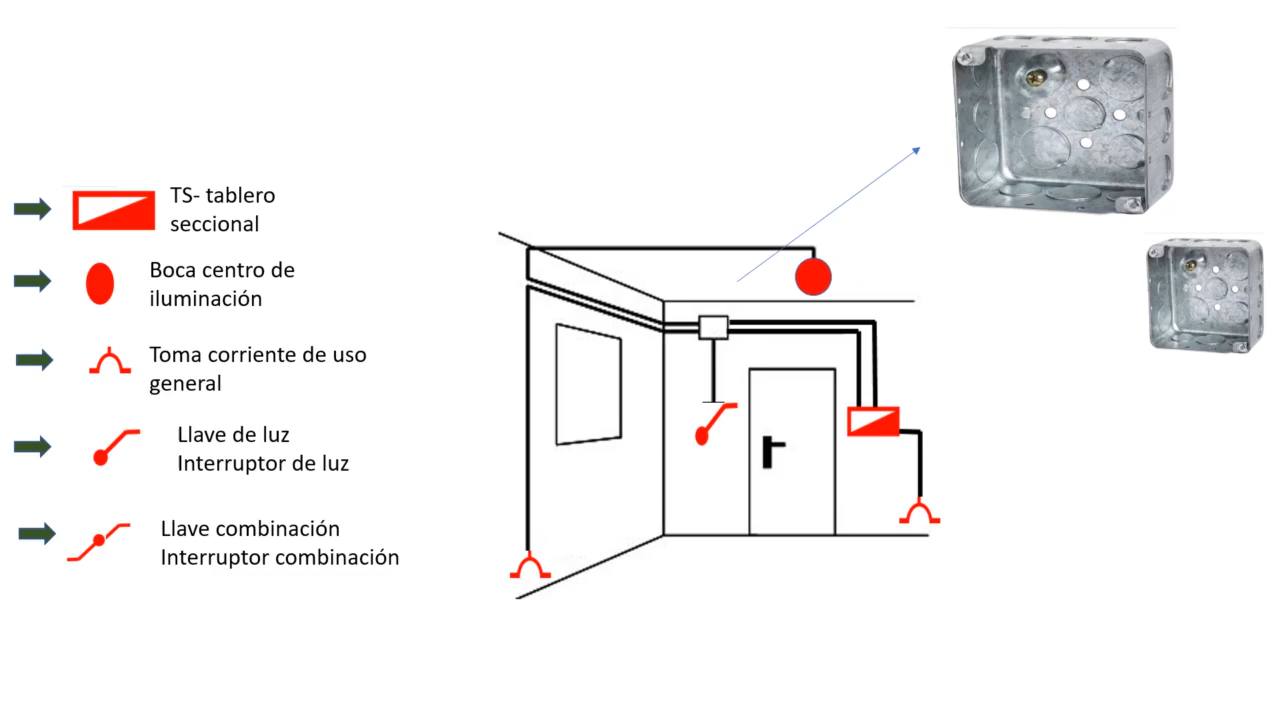 TS- tablero
seccional
Boca centro de
iluminación
Toma corriente de uso
general
Llave de luz
Interruptor de luz
Llave combinación
Interruptor combinación